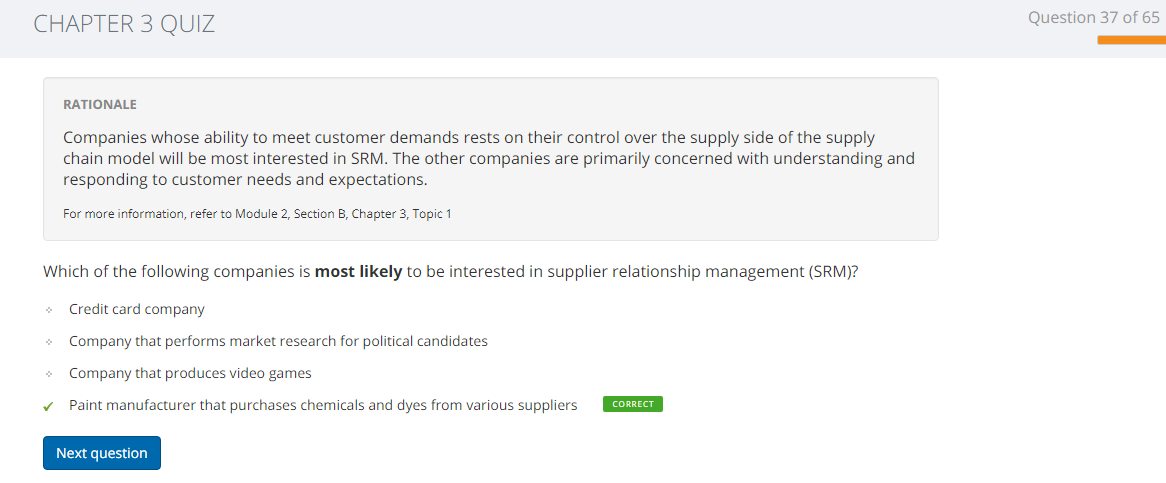 CHAPTER 3 QUIZ
Question 37 of 65
RATIONALE
Companies whose ability to meet customer demands rests on their control over the supply side of the supply
chain model will be most interested in SRM. The other companies are primarily concerned with understanding and
responding to customer needs and expectations.
For more information, refer to Module 2, Section B, Chapter 3, Topic 1
Which of the following companies is most likely to be interested in supplier relationship management (SRM)?
Credit card company
Company that performs market research for political candidates
Company that produces video games
Paint manufacturer that purchases chemicals and dyes from various suppliers CORRECT
Next question